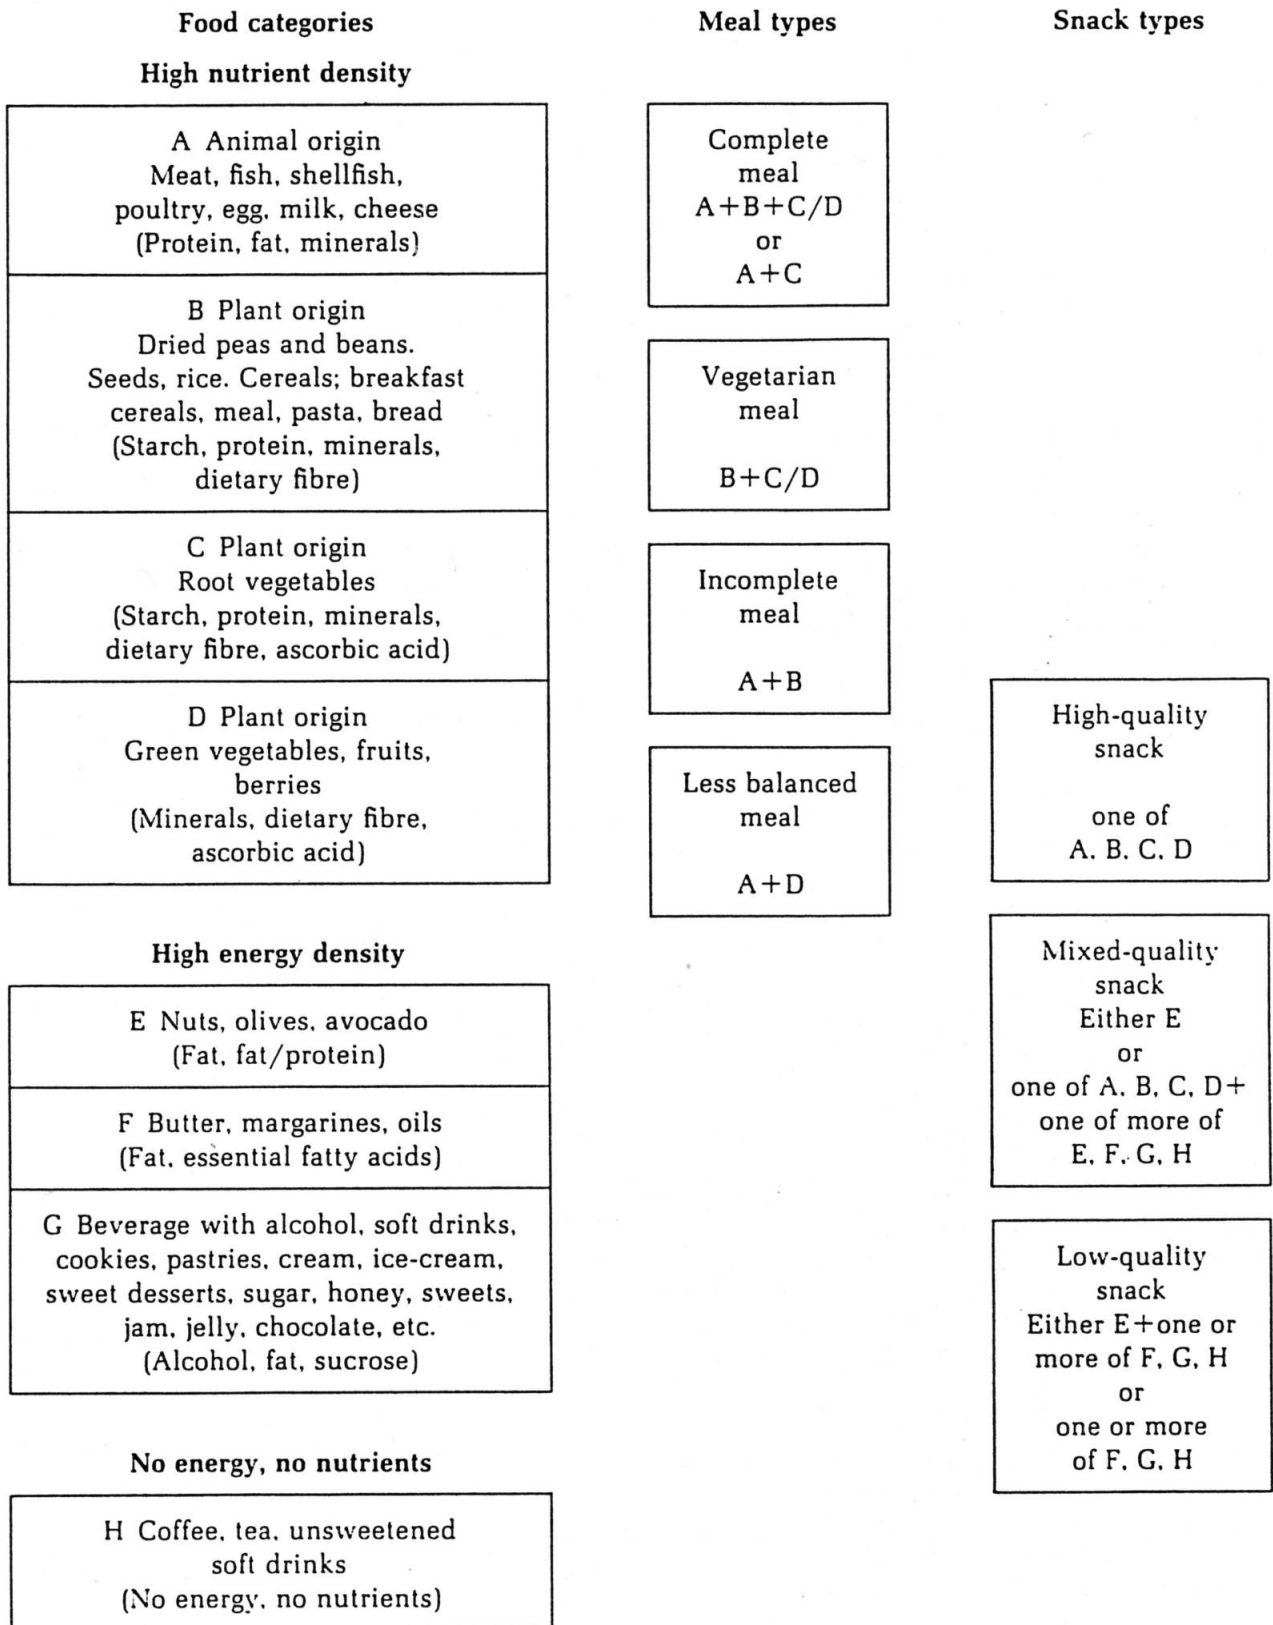 Food categories
High nutrient density
A Animal origin
Meat, fish, shellfish,
poultry, egg, milk, cheese
(Protein, fat, minerals)
B Plant origin
Dried peas and beans.
Seeds, rice. Cereals; breakfast
cereals, meal, pasta, bread
(Starch, protein, minerals,
dietary fibre)
C Plant origin
Root vegetables
(Starch, protein, minerals,
dietary fibre, ascorbic acid)
D Plant origin
Green vegetables, fruits,
berries
(Minerals, dietary fibre,
ascorbic acid)
High energy density
E Nuts, olives, avocado
(Fat, fat/protein)
F Butter, margarines, oils
(Fat, essential fatty acids)
G Beverage with alcohol, soft drinks,
cookies, pastries, cream, ice-cream,
sweet desserts, sugar, honey, sweets,
jam, jelly, chocolate, etc.
(Alcohol, fat, sucrose)
No energy, no nutrients
H Coffee, tea, unsweetened
soft drinks
(No energy, no nutrients)
Meal types
Complete
meal
A+B+C/D
or
A+C
Vegetarian
meal
B+C/D
Incomplete
meal
A+B
Less balanced
meal
A+D
Snack types
High-quality
snack
one of
A, B, C, D
Mixed-quality
snack
Either E
or
one of A, B, C, D+
one of more of
E, F, G, H
Low-quality
snack
Either E+one or
more of F, G, H
or
one or more
of F, G, H